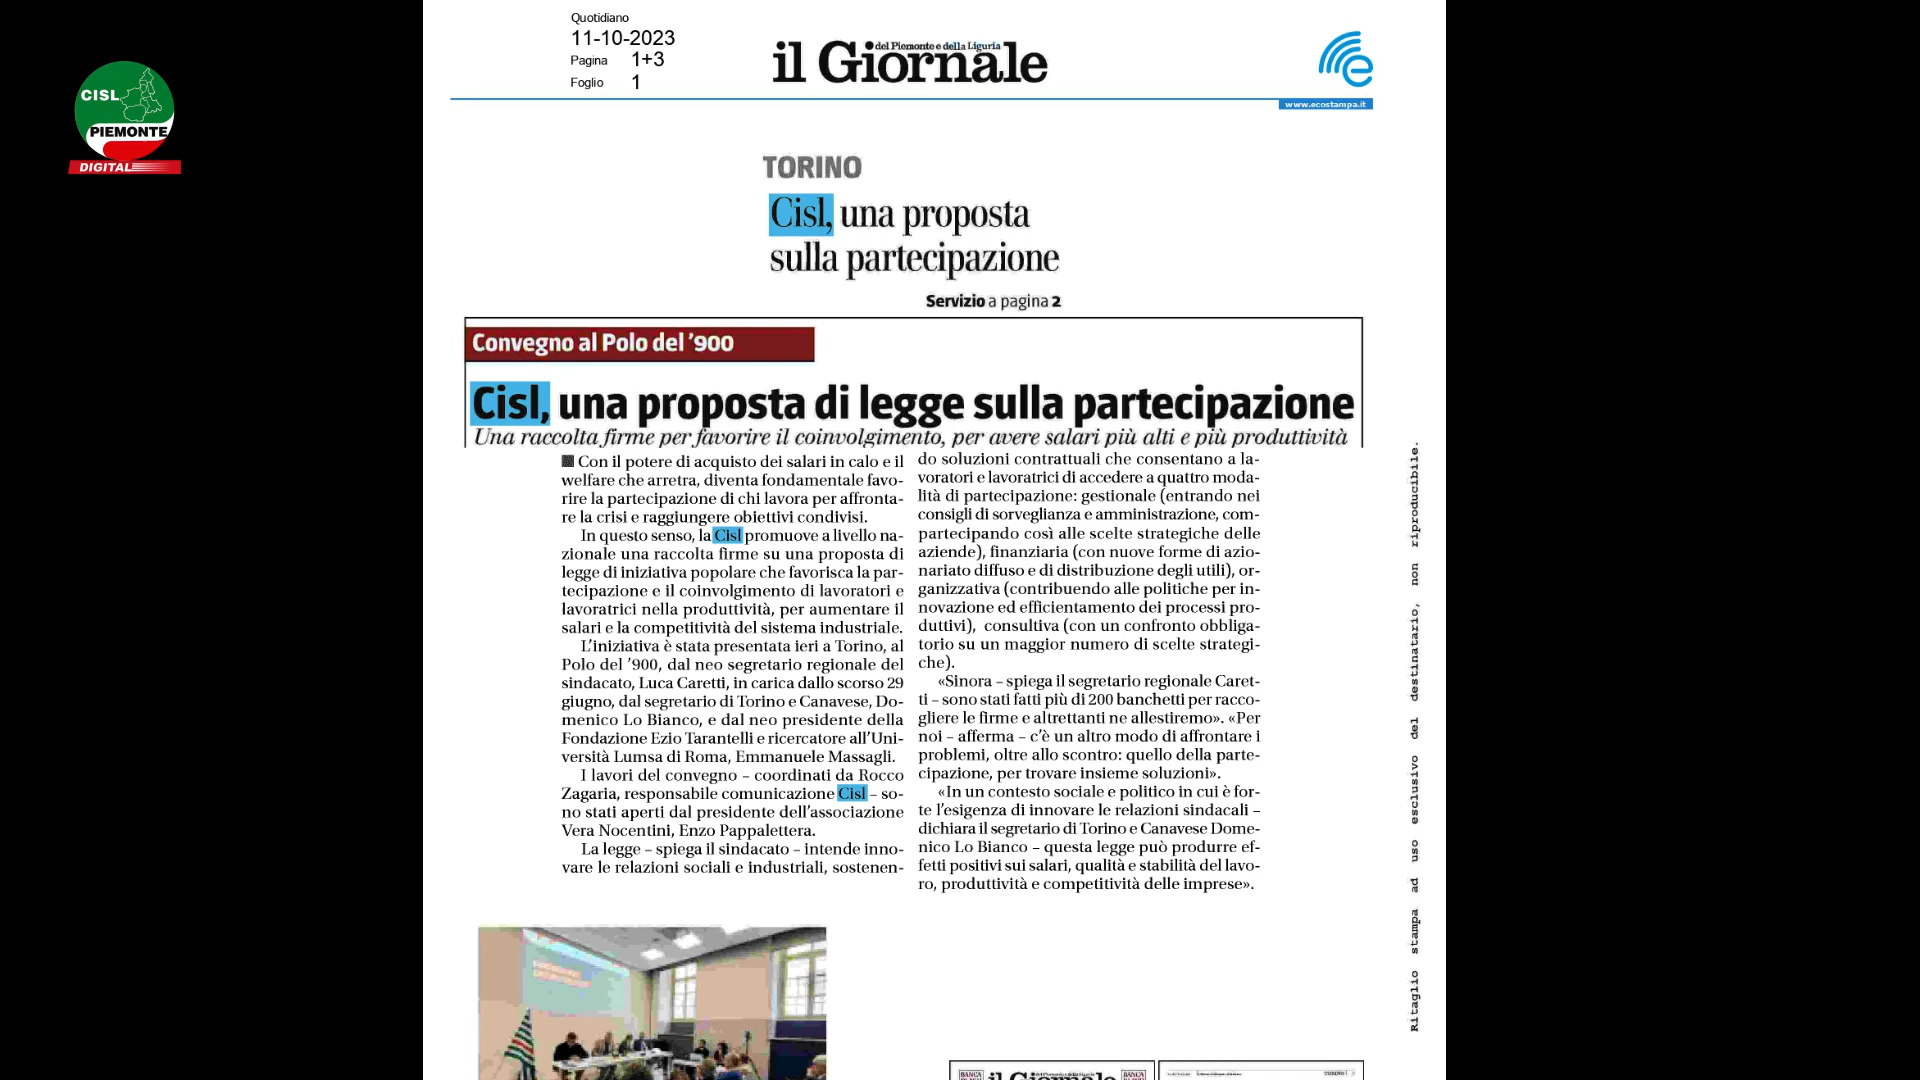 CISL
PIEMONTE
DIGITAL
Quotidiano
11-10-2023
Pagina 1+3
Foglio 1
il Giornale
del Piemonte e della Liguria
www.ecostampa.it
TORINO
Cisl, una proposta
sulla partecipazione
Servizio a pagina 2
Convegno al Polo del '900
Cisl, una proposta di legge sulla partecipazione
Una raccolta firme per favorire il coinvolgimento, per avere salari più alti e più produttività
Con il potere di acquisto dei salari in calo e il
welfare che arretra, diventa fondamentale favo-
rire la partecipazione di chi lavora per affronta-
re la crisi e raggiungere obiettivi condivisi.
In questo senso, la Cisl promuove a livello na-
zionale una raccolta firme su una proposta di
legge di iniziativa popolare che favorisca la par-
tecipazione e il coinvolgimento di lavoratori e
lavoratrici nella produttività, per aumentare il
salari e la competitività del sistema industriale.
L'iniziativa è stata presentata ieri a Torino, al
Polo del '900, dal neo segretario regionale del
sindacato, Luca Caretti, in carica dallo scorso 29
giugno, dal segretario di Torino e Canavese, Do-
menico Lo Bianco, e dal neo presidente della
Fondazione Ezio Tarantelli e ricercatore all'Uni-
versità Lumsa di Roma, Emmanuele Massagli.
I lavori del convegno – coordinati da Rocco
Zagaria, responsabile comunicazione Cisl – so-
no stati aperti dal presidente dell'associazione
Vera Nocentini, Enzo Pappalettera.
La legge – spiega il sindacato – intende inno-
vare le relazioni sociali e industriali, sostenen-
do soluzioni contrattuali che consentano a la-
voratori e lavoratrici di accedere a quattro moda-
lità di partecipazione: gestionale (entrando nei
consigli di sorveglianza e amministrazione, com-
partecipando così alle scelte strategiche delle
aziende), finanziaria (con nuove forme di azio-
nariato diffuso e di distribuzione degli utili), or-
ganizzativa (contribuendo alle politiche per in-
novazione ed efficientamento dei processi pro-
duttivi), consultiva (con un confronto obbliga-
torio su un maggior numero di scelte strategi-
che).
«Sinora – spiega il segretario regionale Caret-
ti – sono stati fatti più di 200 banchetti per racco-
gliere le firme e altrettanti ne allestiremo». «Per
noi – afferma – c'è un altro modo di affrontare i
problemi, oltre allo scontro: quello della parte-
cipazione, per trovare insieme soluzioni».
«In un contesto sociale e politico in cui è for-
te l'esigenza di innovare le relazioni sindacali –
dichiara il segretario di Torino e Canavese Dome-
nico Lo Bianco – questa legge può produrre ef-
fetti positivi sui salari, qualità e stabilità del lavo-
ro, produttività e competitività delle imprese».
Ritaglio stampa ad uso esclusivo del destinatario, non riproducibile.
BANCA
il Giornale
BANCA
TORINO